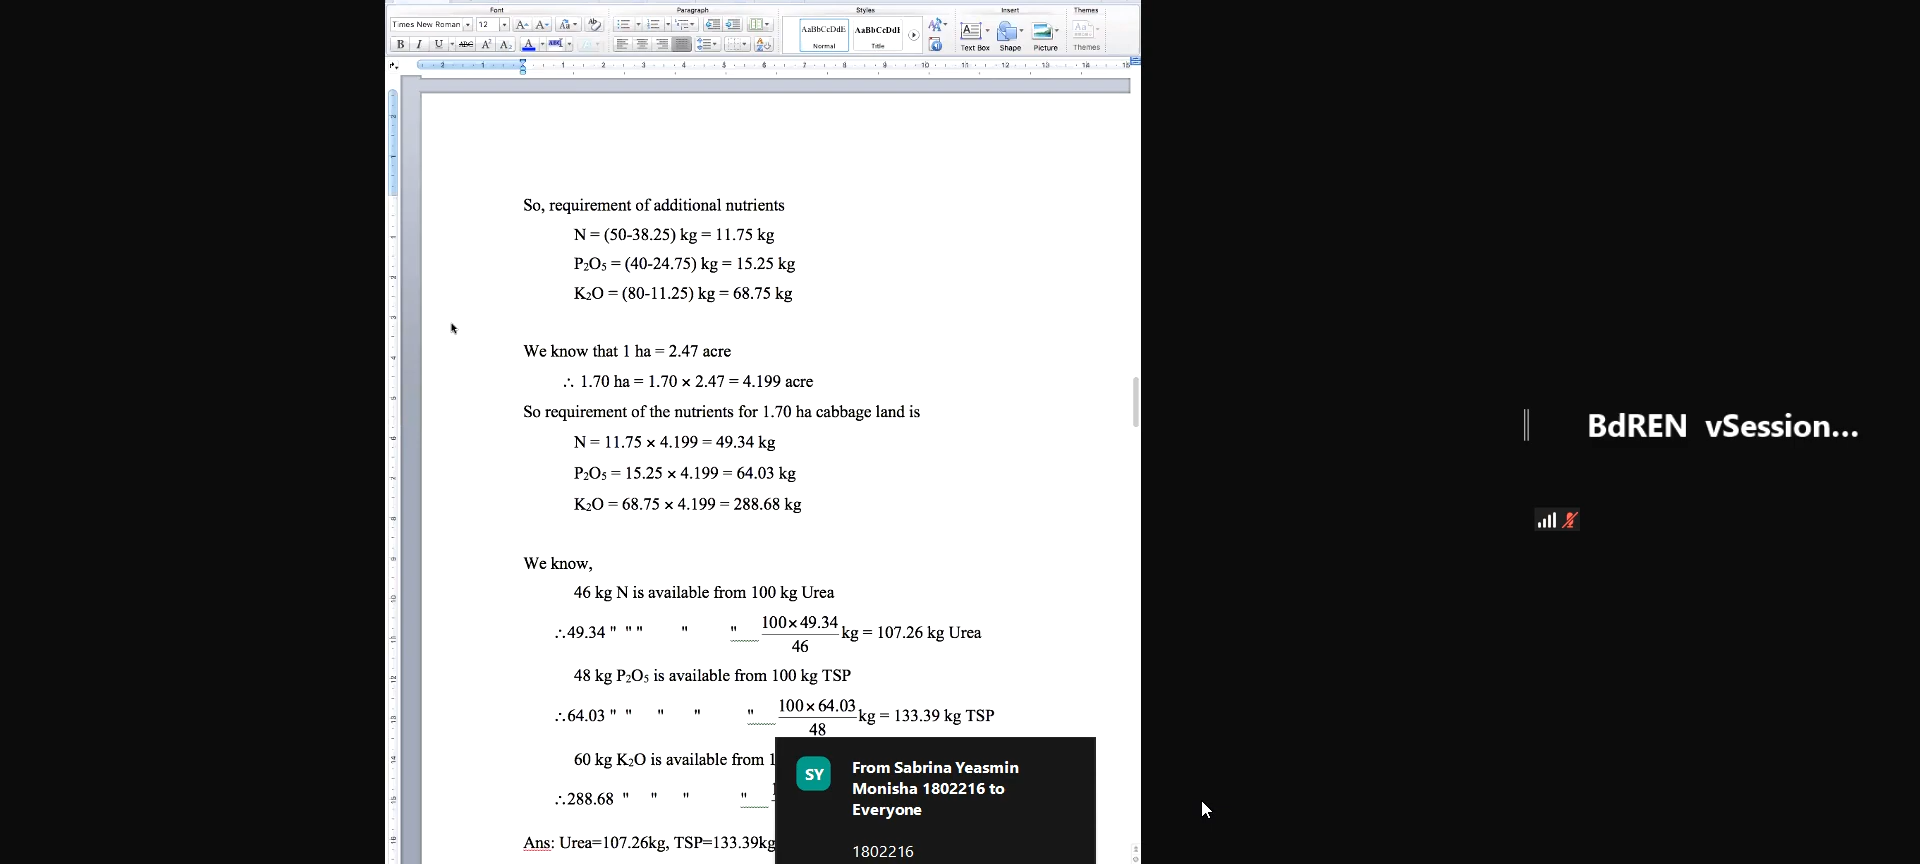 Font
Paragraph
Styles
Insert
Themes
Times New Roman
12
AaBbCcDdE
Normal
AaBbCcDdI
Title
Text Box
Shape
Picture
Themes
So, requirement of additional nutrients
N = (50-38.25) kg = 11.75 kg
P₂O₅ = (40-24.75) kg = 15.25 kg
K₂O = (80-11.25) kg = 68.75 kg
We know that 1 ha = 2.47 acre
∴ 1.70 ha = 1.70 × 2.47 = 4.199 acre
So requirement of the nutrients for 1.70 ha cabbage land is
N = 11.75 × 4.199 = 49.34 kg
P₂O₅ = 15.25 × 4.199 = 64.03 kg
K₂O = 68.75 × 4.199 = 288.68 kg
We know,
46 kg N is available from 100 kg Urea
∴49.34 " " " " " 100×49.34/46 kg = 107.26 kg Urea
48 kg P₂O₅ is available from 100 kg TSP
∴64.03 " " " " " 100×64.03/48 kg = 133.39 kg TSP
60 kg K₂O is available from 1
∴288.68 " " " "
Ans: Urea=107.26kg, TSP=133.39kg
SY
From Sabrina Yeasmin
Monisha 1802216 to
Everyone
1802216
BdREN vSession...